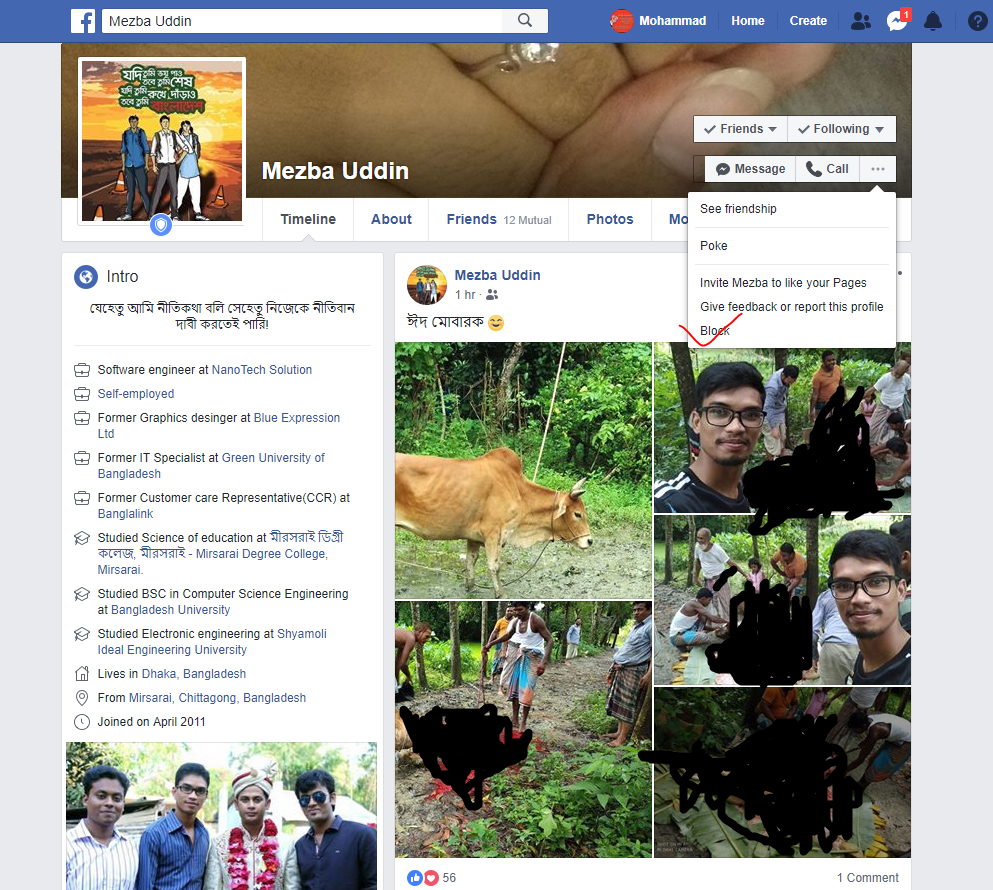 Mezba Uddin
Mohammad
Home
Create
1
যদি তুমি ভয় পাও
তবে তুমি শেষ
যদি তুমি রুখে দাঁড়াও
তবে তুমি বাংলাদেশ
Mezba Uddin
Friends
Following
Message
Call
Timeline
About
Friends 12 Mutual
Photos
Mo
See friendship
Poke
Invite Mezba to like your Pages
Give feedback or report this profile
Block
Intro
যেহেতু আমি নীতিকথা বলি সেহেতু নিজেকে নীতিবান
দাবী করতেই পারি!
Software engineer at NanoTech Solution
Self-employed
Former Graphics desinger at Blue Expression
Ltd
Former IT Specialist at Green University of
Bangladesh
Former Customer care Representative(CCR) at
Banglalink
Studied Science of education at মীরসরাই ডিগ্রী
কলেজ, মীরসরাই - Mirsarai Degree College,
Mirsarai.
Studied BSC in Computer Science Engineering
at Bangladesh University
Studied Electronic engineering at Shyamoli
Ideal Engineering University
Lives in Dhaka, Bangladesh
From Mirsarai, Chittagong, Bangladesh
Joined on April 2011
Mezba Uddin
1 hr
ঈদ মোবারক
56
1 Comment